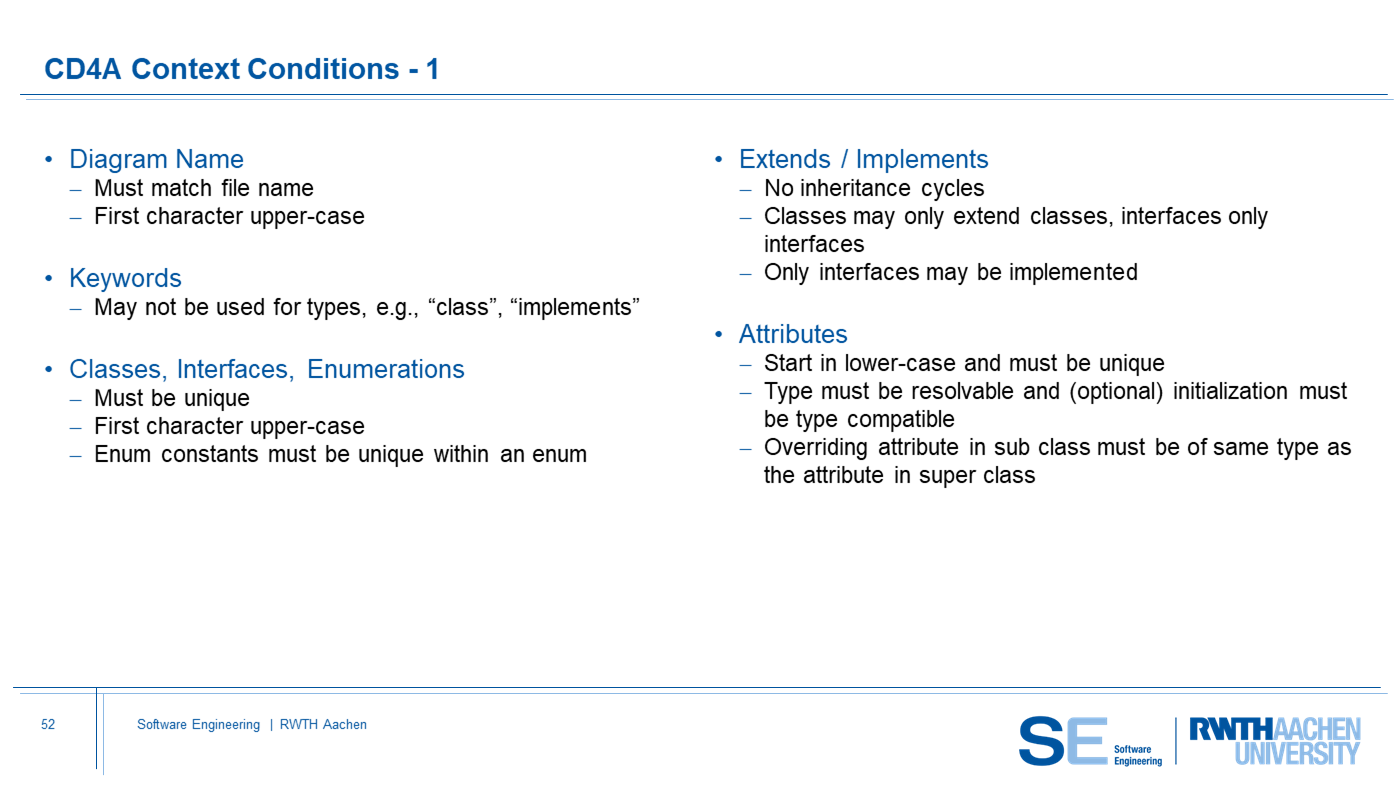 CD4A Context Conditions - 1
• Diagram Name
– Must match file name
– First character upper-case
• Keywords
– May not be used for types, e.g., “class”, “implements”
• Classes, Interfaces, Enumerations
– Must be unique
– First character upper-case
– Enum constants must be unique within an enum
• Extends / Implements
– No inheritance cycles
– Classes may only extend classes, interfaces only
interfaces
– Only interfaces may be implemented
• Attributes
– Start in lower-case and must be unique
– Type must be resolvable and (optional) initialization must
be type compatible
– Overriding attribute in sub class must be of same type as
the attribute in super class
52
Software Engineering | RWTH Aachen
SE Software
Engineering
RWTHAACHEN
UNIVERSITY